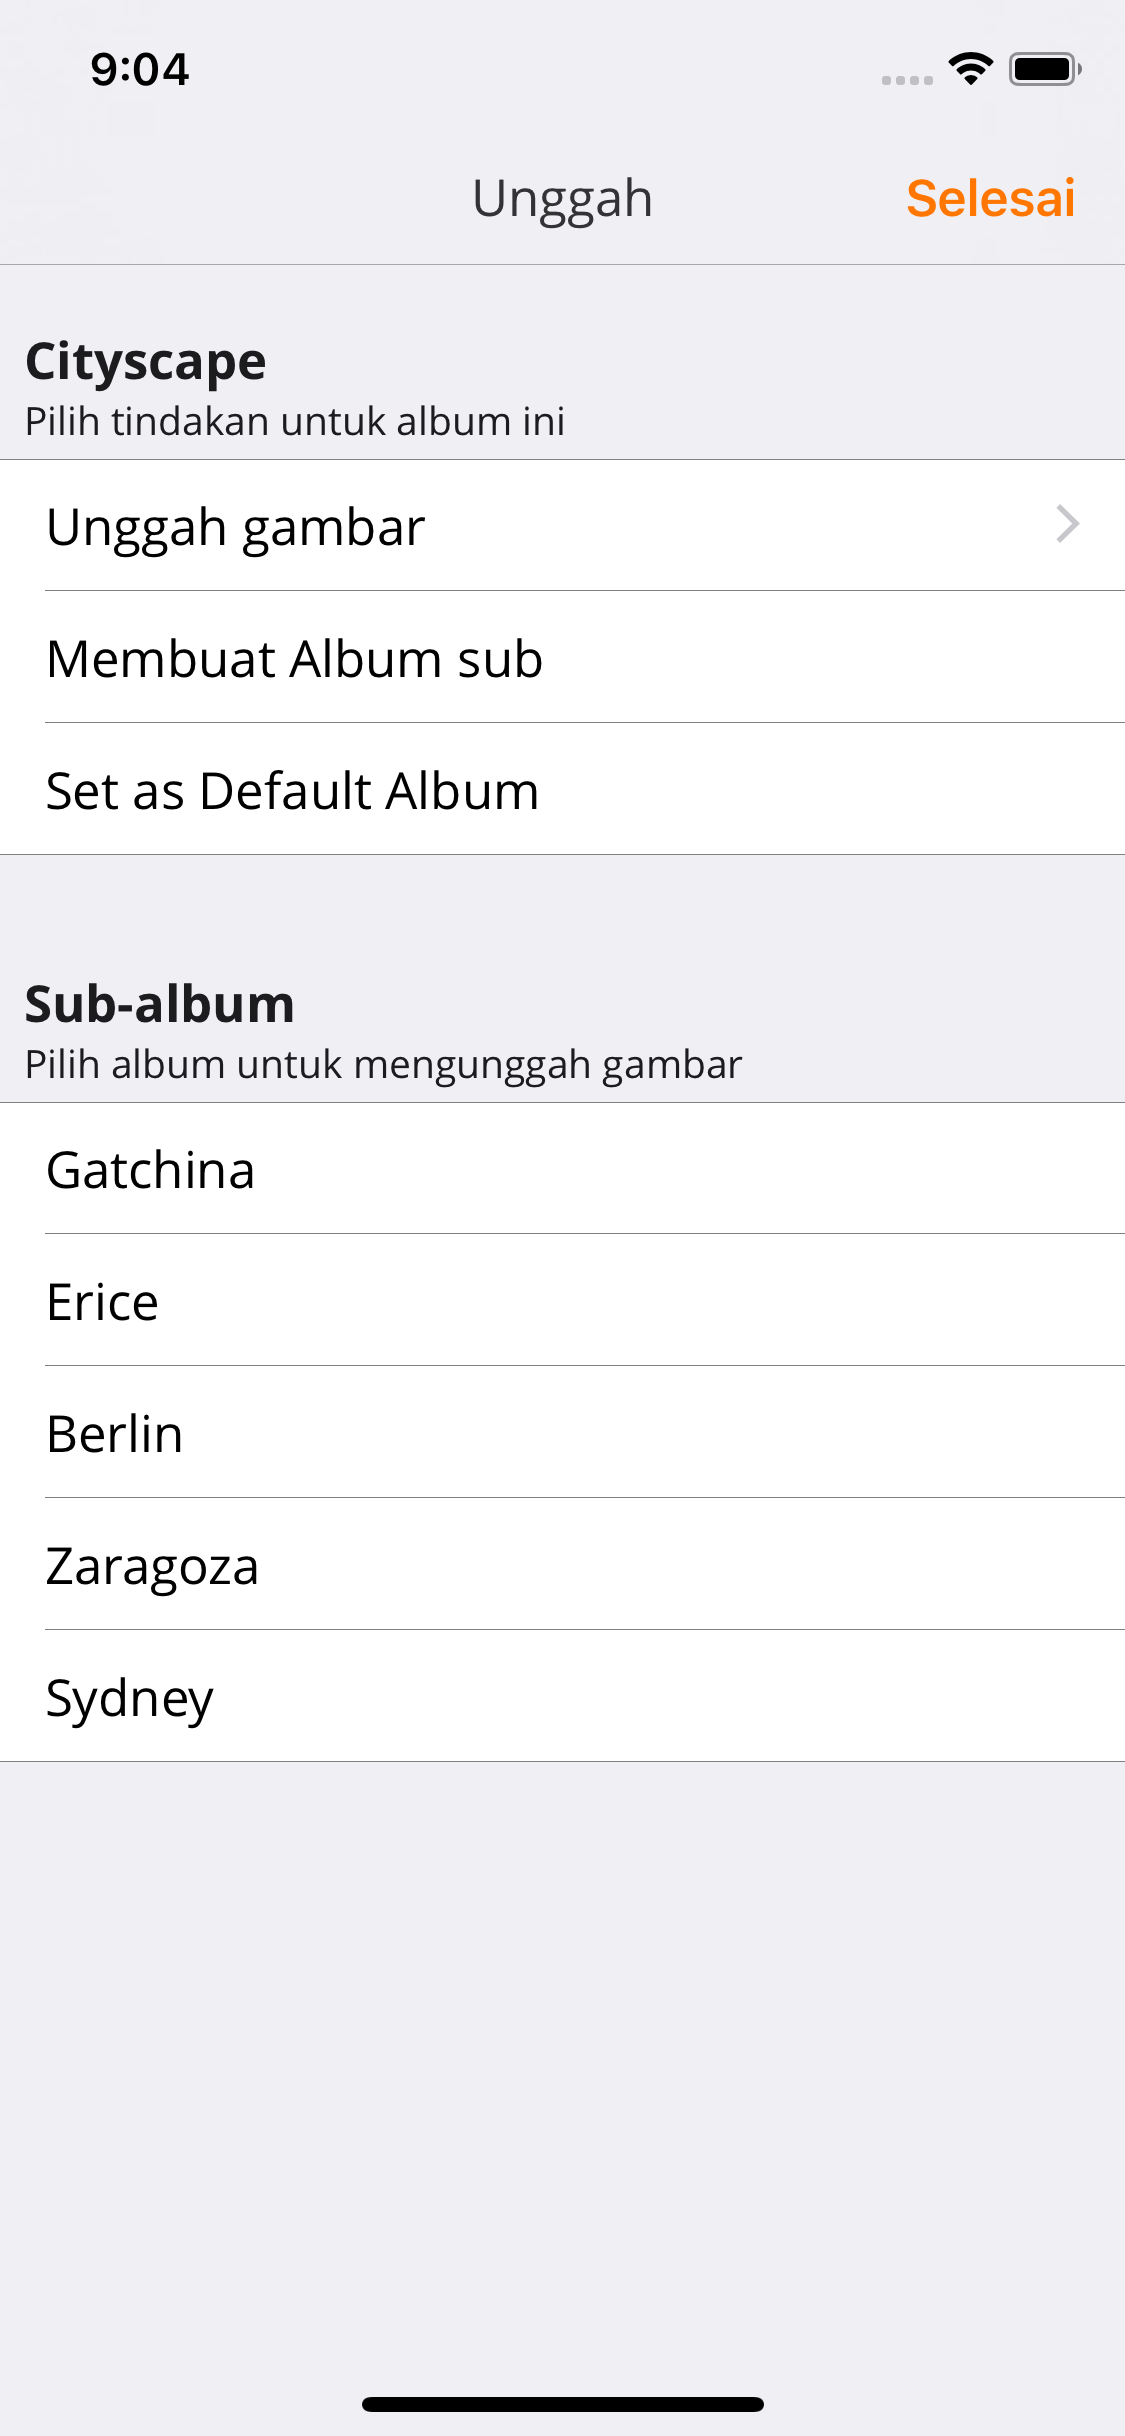 9:04
Unggah
Selesai
Cityscape
Pilih tindakan untuk album ini
Unggah gambar
Membuat Album sub
Set as Default Album
Sub-album
Pilih album untuk mengunggah gambar
Gatchina
Erice
Berlin
Zaragoza
Sydney